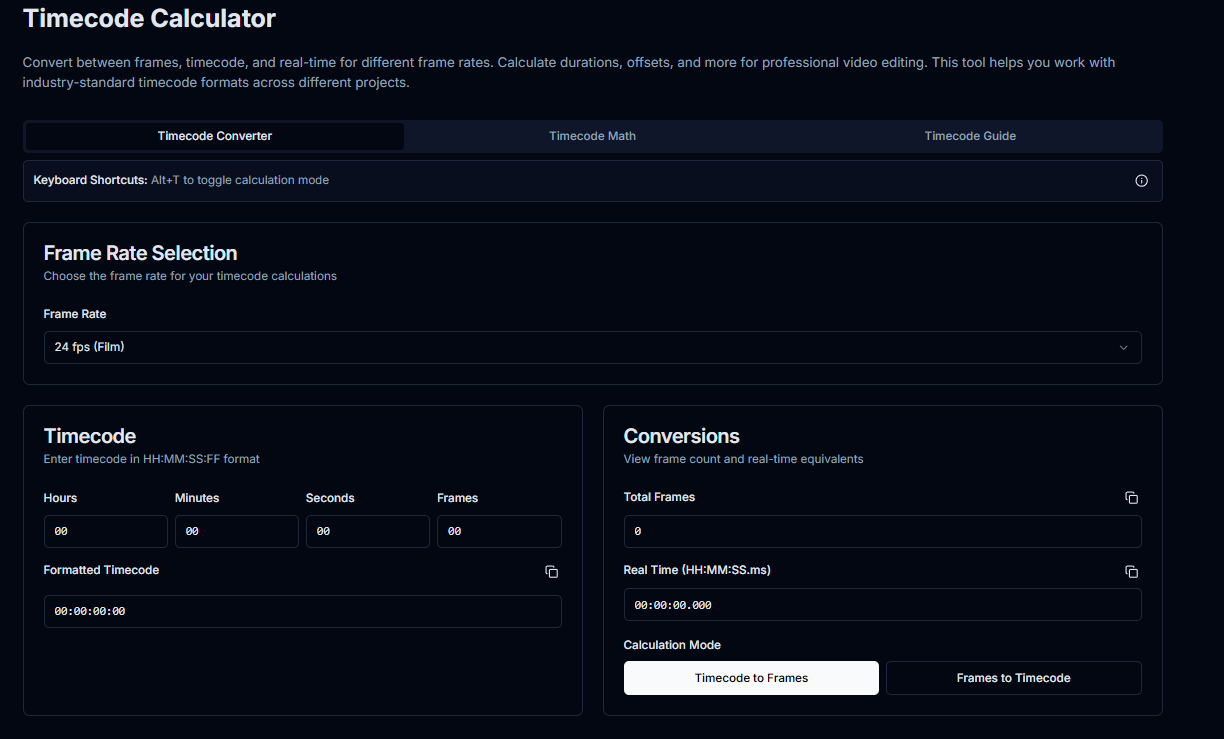 Timecode Calculator
Convert between frames, timecode, and real-time for different frame rates. Calculate durations, offsets, and more for professional video editing. This tool helps you work with
industry-standard timecode formats across different projects.
Timecode Converter
Timecode Math
Timecode Guide
Keyboard Shortcuts: Alt+T to toggle calculation mode
Frame Rate Selection
Choose the frame rate for your timecode calculations
Frame Rate
24 fps (Film)
Timecode
Enter timecode in HH:MM:SS:FF format
Hours
Minutes
Seconds
Frames
00
00
00
00
Formatted Timecode
00:00:00:00
Conversions
View frame count and real-time equivalents
Total Frames
0
Real Time (HH:MM:SS.ms)
00:00:00.000
Calculation Mode
Timecode to Frames
Frames to Timecode